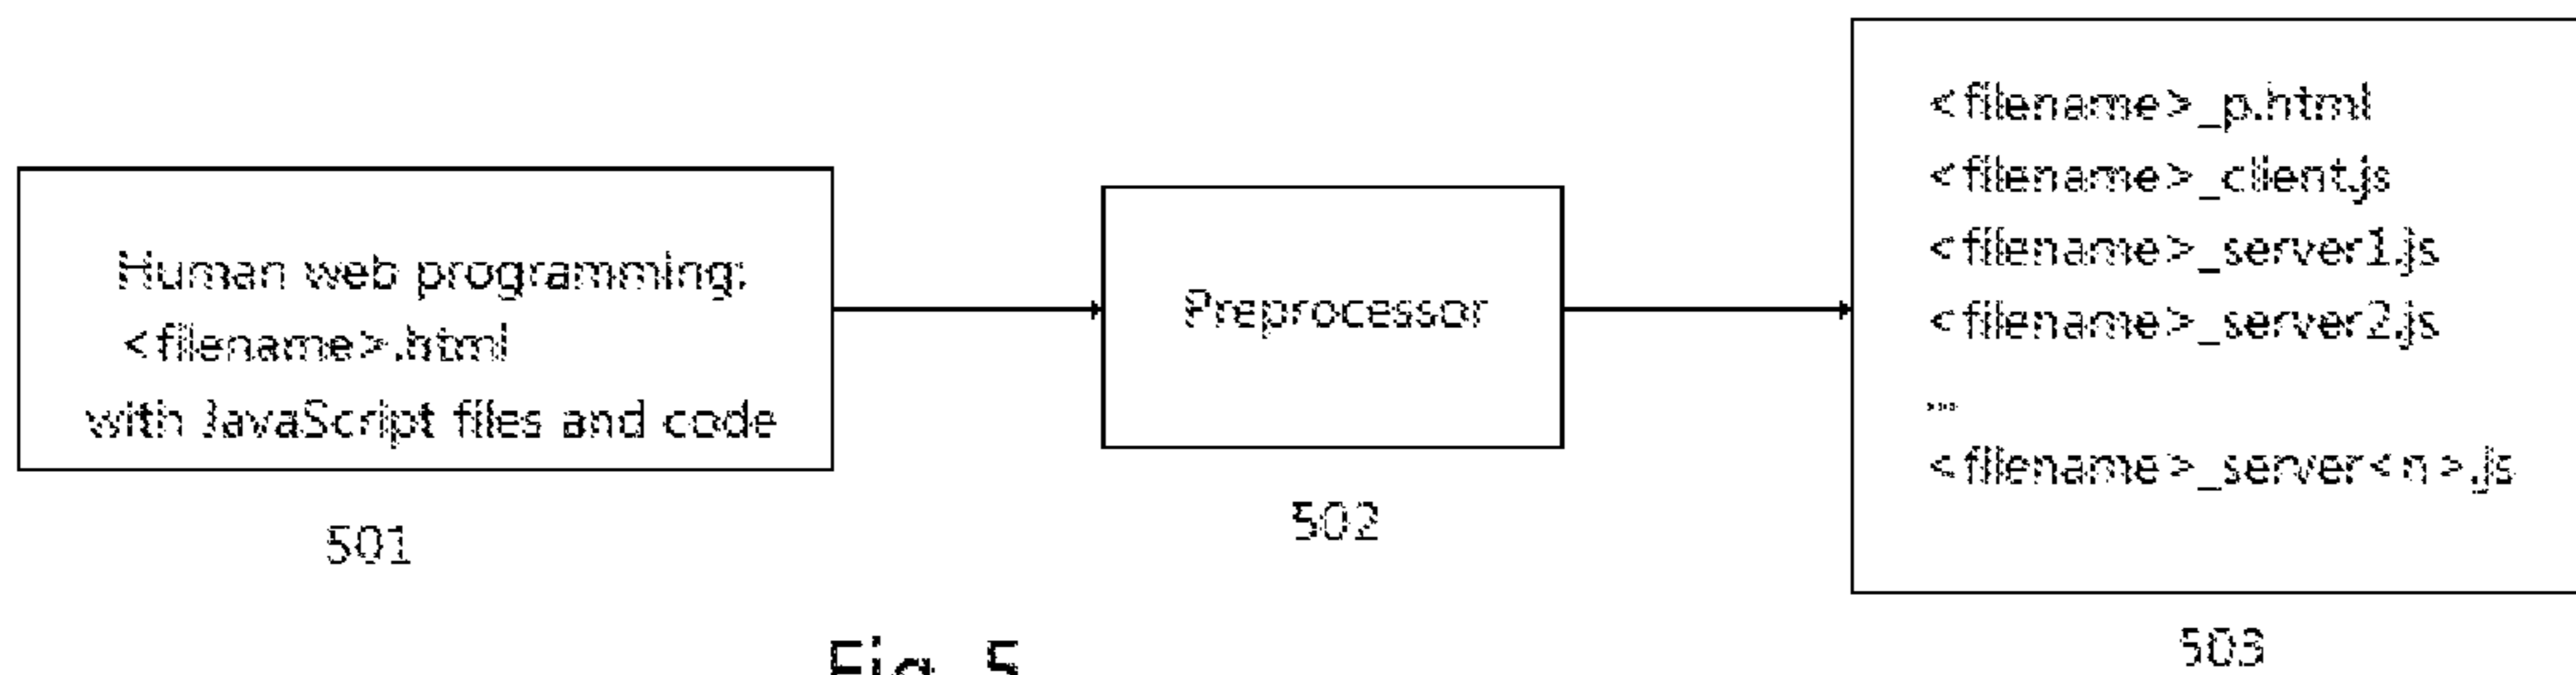 Human web programming:
<filename>.html
with JavaScript files and code
501
Preprocessor
502
<filename>_p.html
<filename>_client.js
<filename>_server1.js
<filename>_server2.js
...
<filename>_server<n>.js
503
Fig. 5